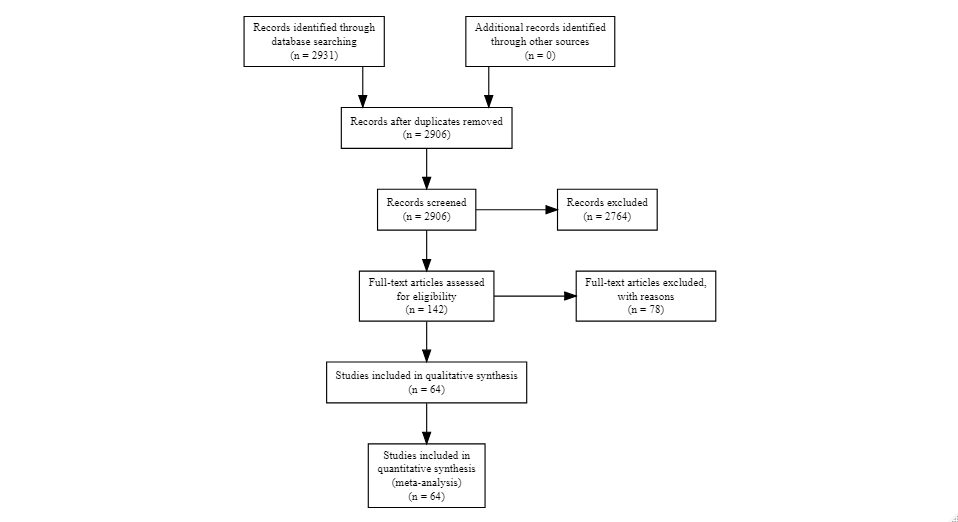 Records identified through
database searching
(n = 2931)
Additional records identified
through other sources
(n = 0)
Records after duplicates removed
(n = 2906)
Records screened
(n = 2906)
Records excluded
(n = 2764)
Full-text articles assessed
for eligibility
(n = 142)
Full-text articles excluded,
with reasons
(n = 78)
Studies included in qualitative synthesis
(n = 64)
Studies included in
quantitative synthesis
(meta-analysis)
(n = 64)